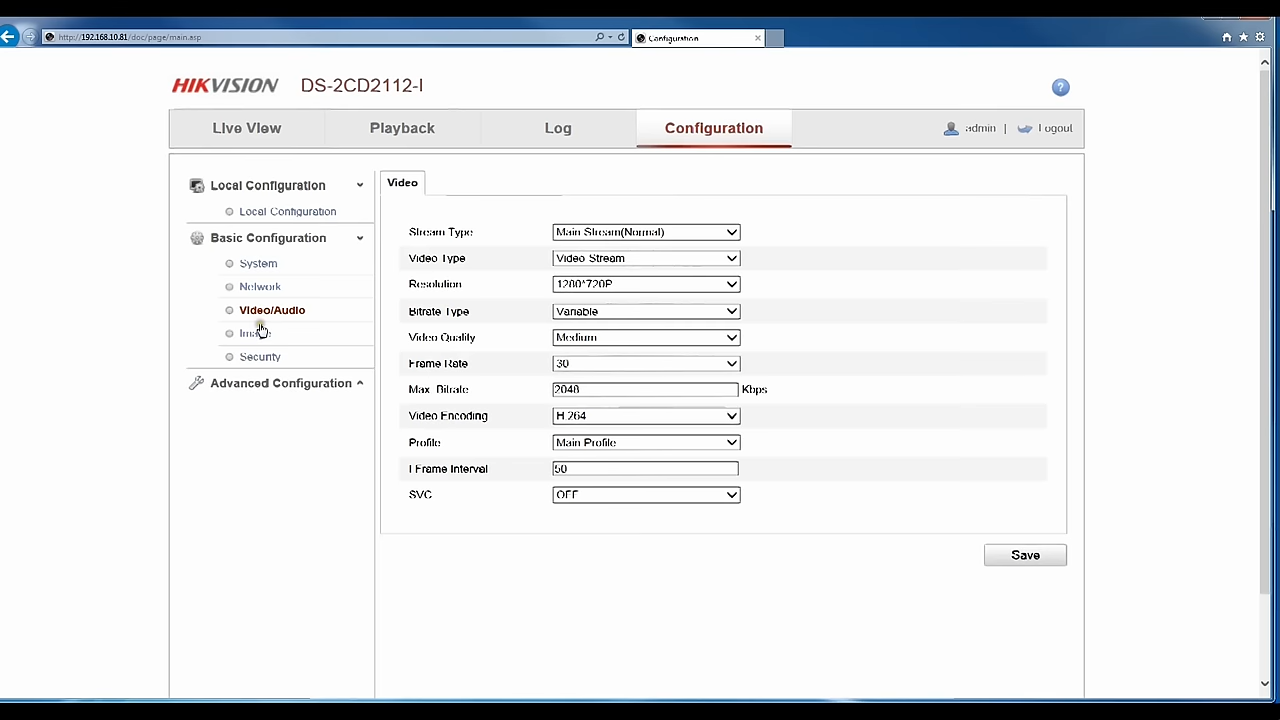 http://192.168.10.81/doc/page/main.asp
Configuration
HIKVISION DS-2CD2112-I
?
Live View Playback Log Configuration admin | Logout
Local Configuration
Local Configuration
Basic Configuration
System
Network
Video/Audio
Security
Advanced Configuration
Video
Stream Type Main Stream(Normal)
Video Type Video Stream
Resolution 1280*720P
Bitrate Type Variable
Video Quality Medium
Frame Rate 30
Max. Bitrate 2048 Kbps
Video Encoding H.264
Profile Main Profile
I Frame Interval 50
SVC OFF
Save